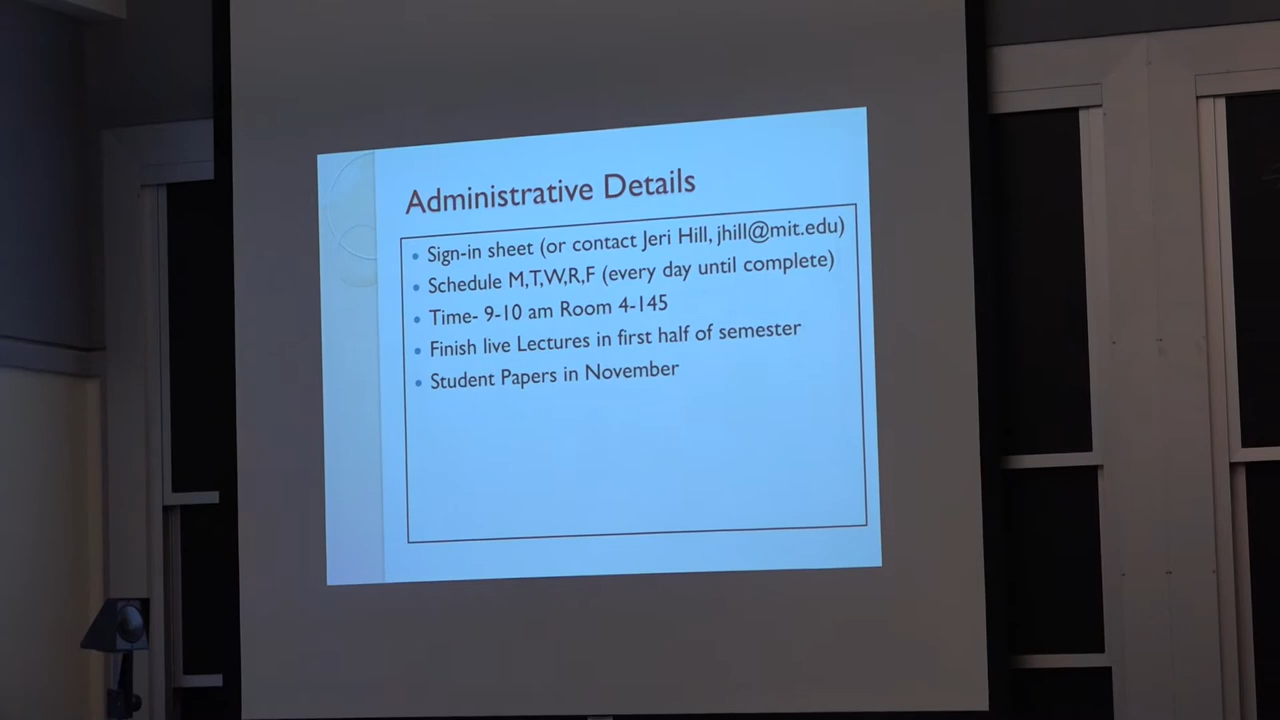 Administrative Details
• Sign-in sheet (or contact Jeri Hill, jhill@mit.edu)
• Schedule M,T,W,R,F (every day until complete)
• Time- 9-10 am Room 4-145
• Finish live Lectures in first half of semester
• Student Papers in November